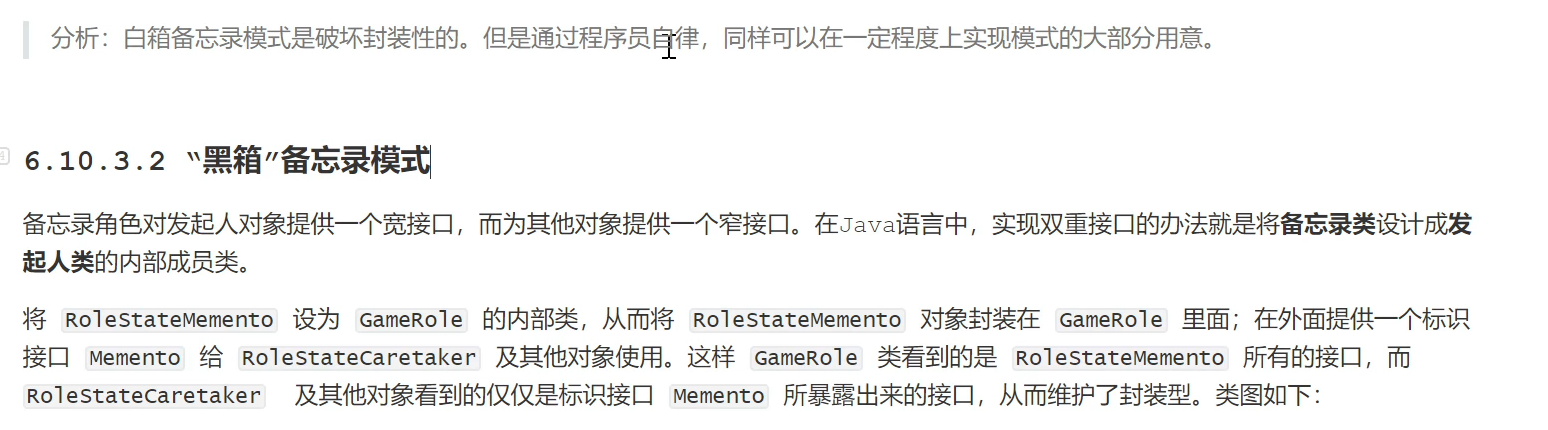 分析：白箱备忘录模式是破坏封装性的。但是通过程序员自律，同样可以在一定程度上实现模式的大部分用意。
6.10.3.2 “黑箱”备忘录模式
备忘录角色对发起人对象提供一个宽接口，而为其他对象提供一个窄接口。在Java语言中，实现双重接口的办法就是将备忘录类设计成发
起人类的内部成员类。
将 RoleStateMemento 设为 GameRole 的内部类，从而将 RoleStateMemento 对象封装在 GameRole 里面；在外面提供一个标识
接口 Memento 给 RoleStateCaretaker 及其他对象使用。这样 GameRole 类看到的是 RoleStateMemento 所有的接口，而
RoleStateCaretaker 及其他对象看到的仅仅是标识接口 Memento 所暴露出来的接口，从而维护了封装型。类图如下：